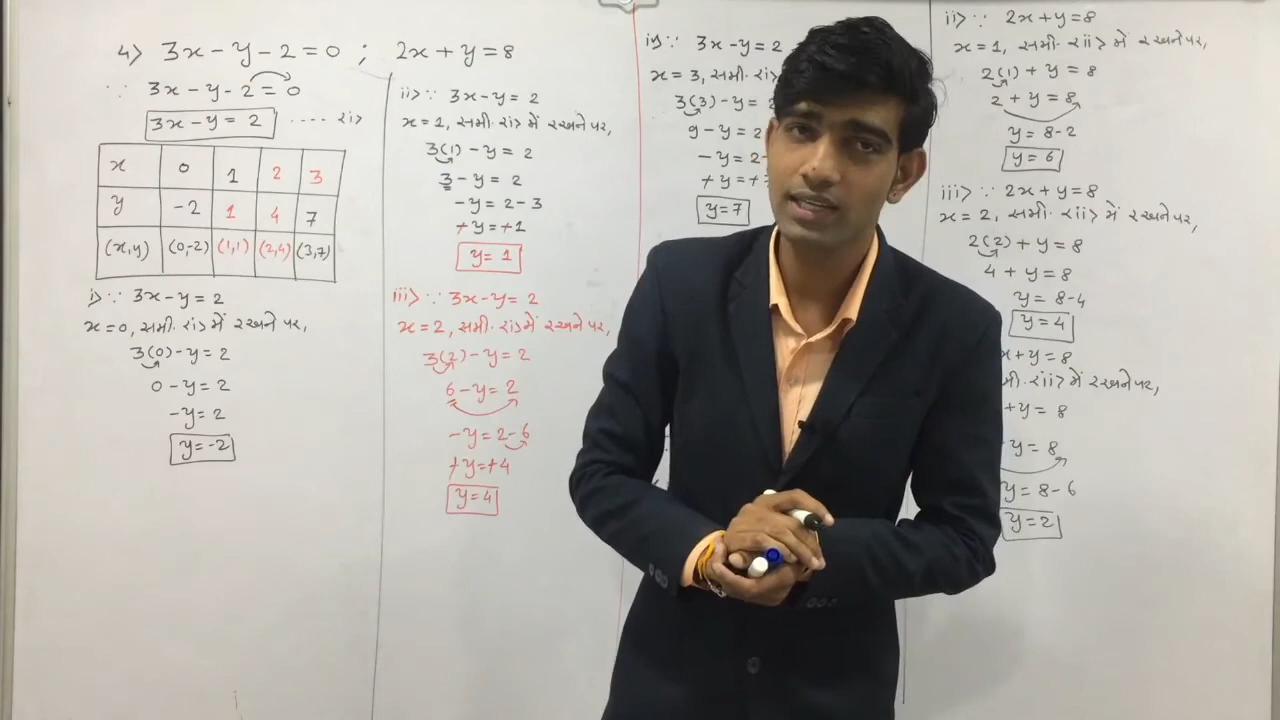 4> 3x-y-2=0 ; 2x+y=8
∵ 3x-y-2=0
3x-y=2 .... (i)
x 0 1 2 3
y -2 1 4 7
(x,y) (0,-2) (1,1) (2,4) (3,7)
i> ∵ 3x-y=2
x=0, સમી. (i) માં રાખને પર,
3(0)-y=2
0-y=2
-y=2
y=-2
ii> ∵ 3x-y=2
x=1, સમી. (i) મેં રખને પર,
3(1)-y=2
3-y=2
-y=2-3
+y=+1
y=1
iii> ∵ 3x-y=2
x=2, સમી. (i) મેં રખને પર,
3(2)-y=2
6-y=2
-y=2-6
+y=+4
y=4
iv> ∵ 3x-y=2
x=3, સમી. (i)
3(3)-y=2
9-y=2
-y=2-
+y=+7
y=7
ii> ∵ 2x+y=8
x=1, સમી. (ii) મેં રખને પર,
2(1)+y=8
2+y=8
y=8-2
y=6
iii> ∵ 2x+y=8
x=2, સમી. (ii) મેં રખને પર,
2(2)+y=8
4+y=8
y=8-4
y=4
x+y=8
મી. (ii) મેં રખને પર,
+y=8
y=8
y=8-6
y=2